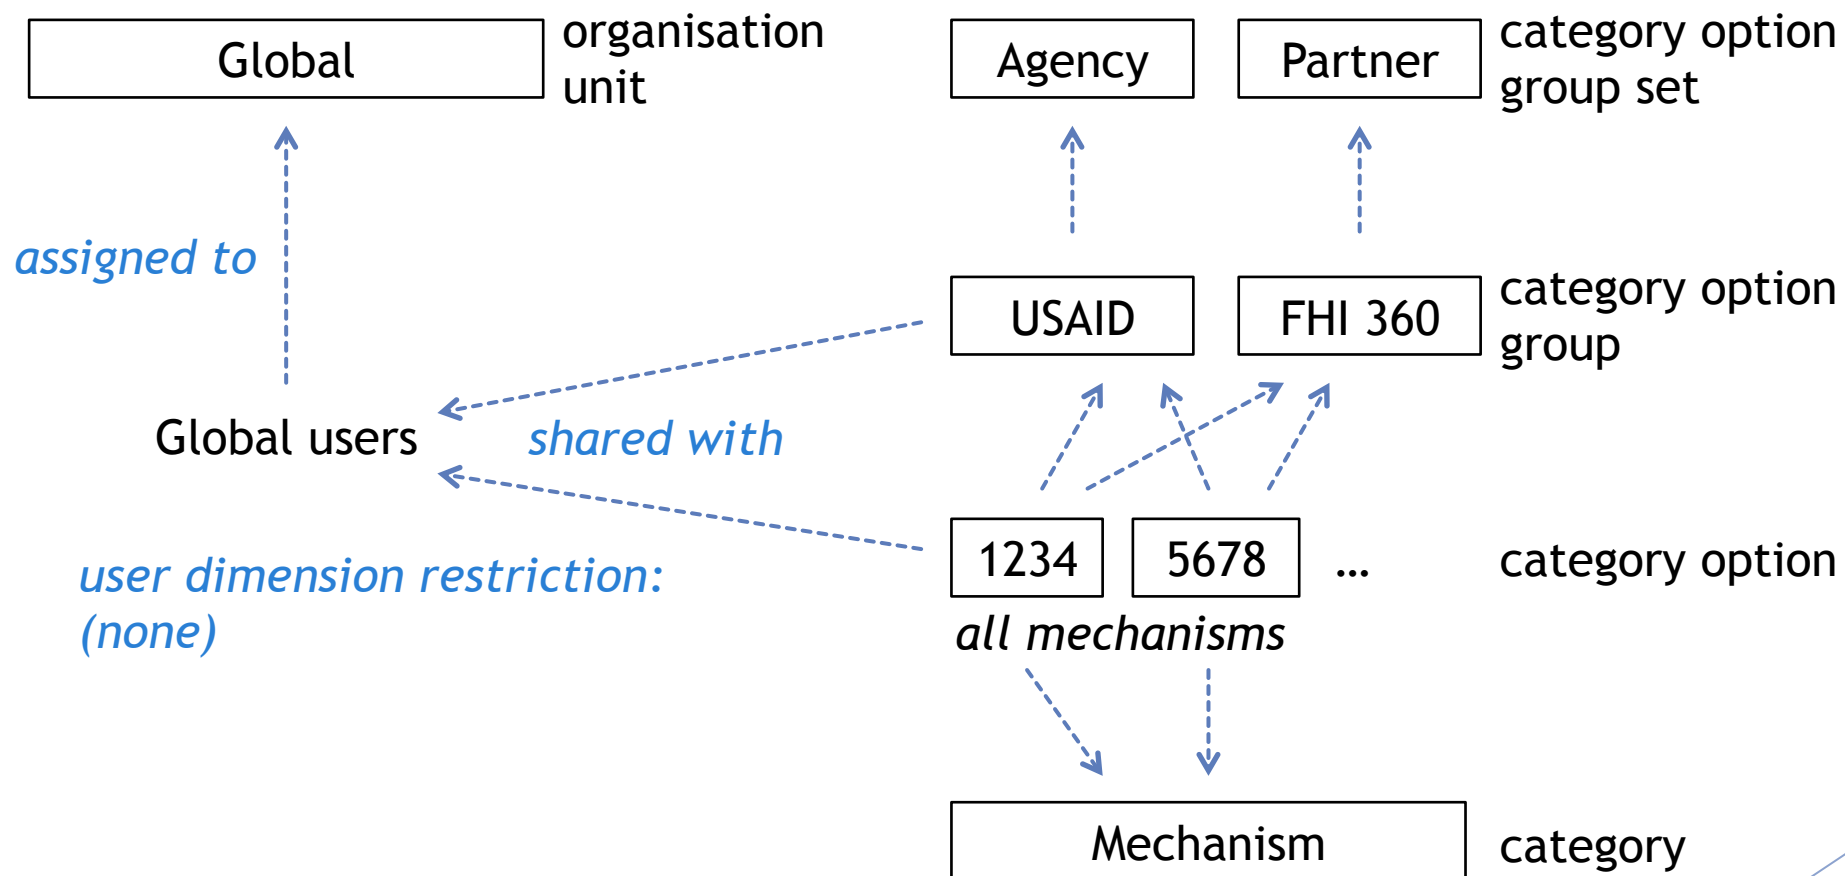 Global
organisation
unit
Agency
Partner
category option
group set
assigned to
USAID
FHI 360
category option
group
Global users
shared with
1234
5678
...
category option
user dimension restriction:
(none)
all mechanisms
Mechanism
category